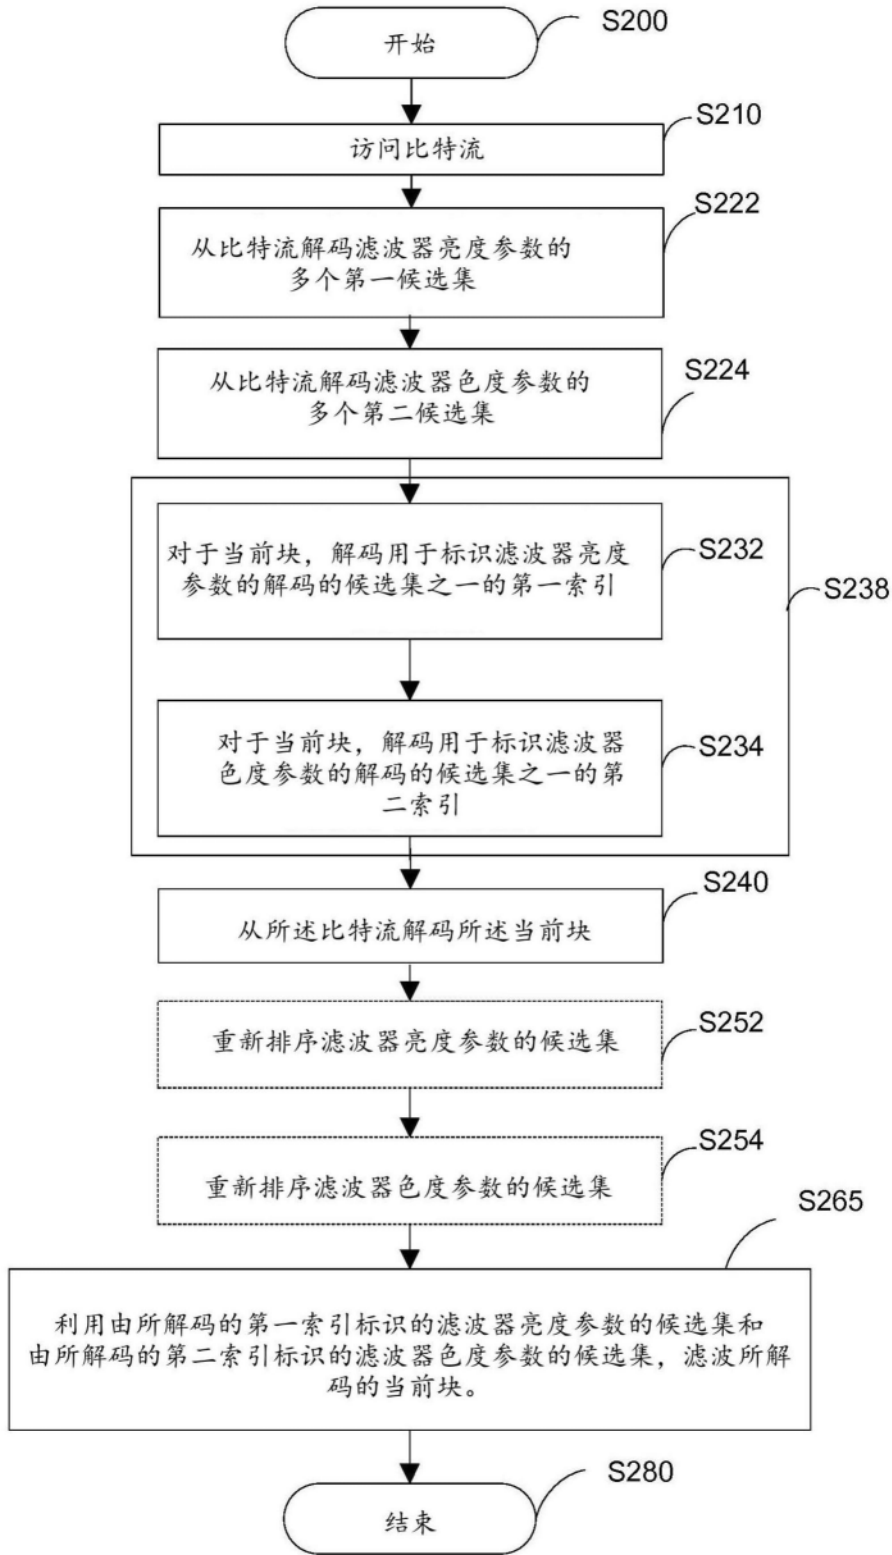 开始
S200
S210
访问比特流
S222
从比特流解码滤波器亮度参数的
多个第一候选集
S224
从比特流解码滤波器色度参数的
多个第二候选集
对于当前块，解码用于标识滤波器亮度
参数的解码的候选集之一的第一索引
S232
S238
对于当前块，解码用于标识滤波器
色度参数的解码的候选集之一的第
二索引
S234
S240
从所述比特流解码所述当前块
S252
重新排序滤波器亮度参数的候选集
S254
重新排序滤波器色度参数的候选集
S265
利用由所解码的第一索引标识的滤波器亮度参数的候选集和
由所解码的第二索引标识的滤波器色度参数的候选集，滤波所解
码的当前块。
S280
结束